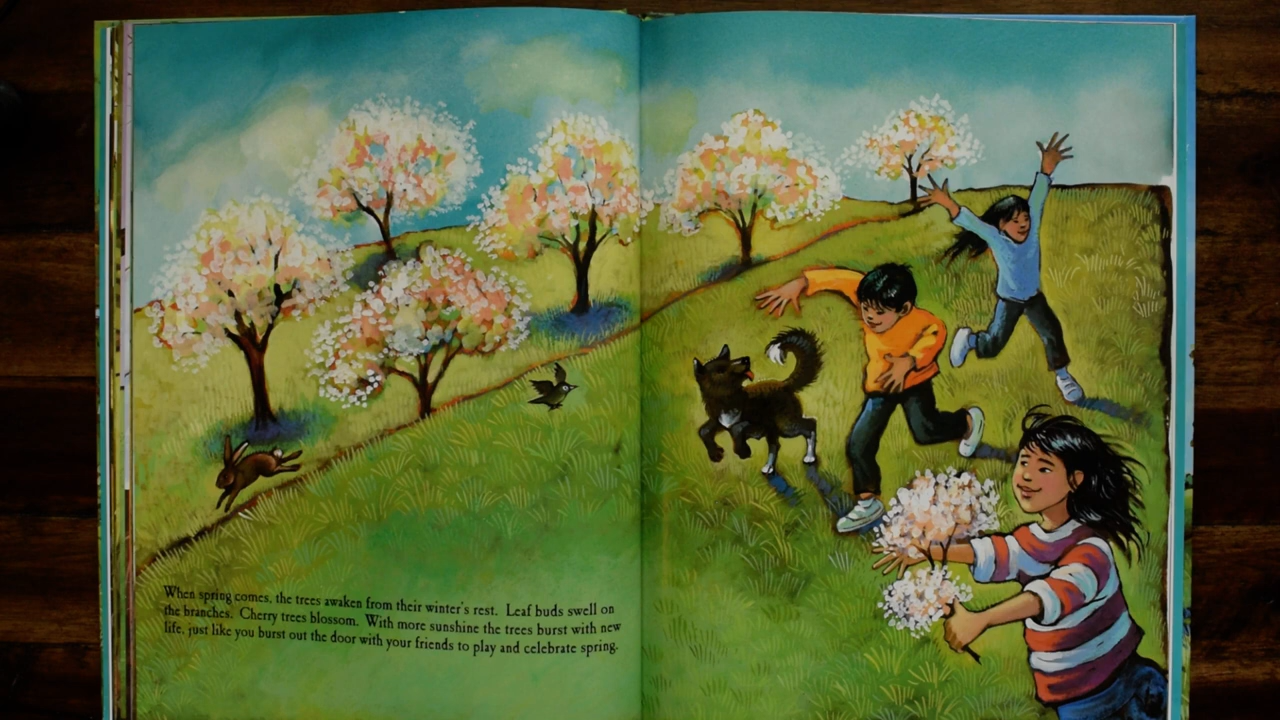 When spring comes, the trees awaken from their winter's rest. Leaf buds swell on
the branches. Cherry trees blossom. With more sunshine the trees burst with new
life, just like you burst out the door with your friends to play and celebrate spring.